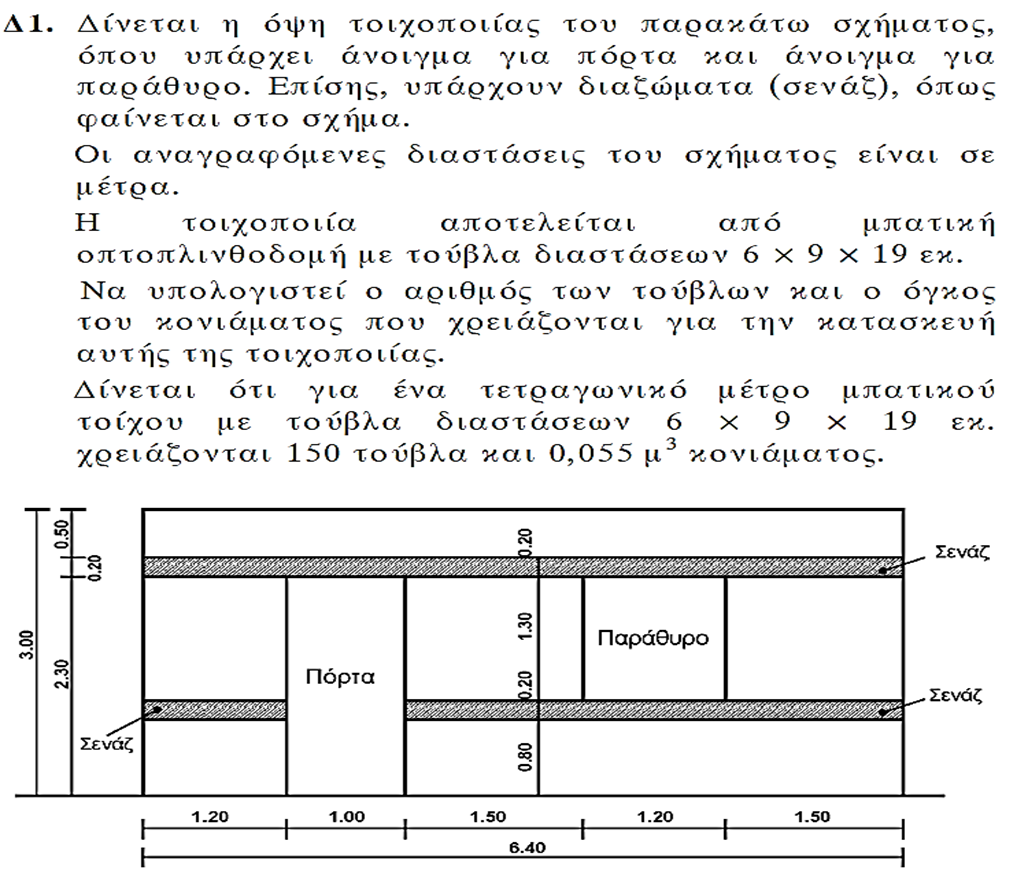 Δ1. Δίνεται η όψη τοιχοποιίας του παρακάτω σχήματος,
όπου υπάρχει άνοιγμα για πόρτα και άνοιγμα για
παράθυρο. Επίσης, υπάρχουν διαζώματα (σενάζ), όπως
φαίνεται στο σχήμα.
Οι αναγραφόμενες διαστάσεις του σχήματος είναι σε
μέτρα.
Η τοιχοποιία αποτελείται από μπατική
οπτοπλινθοδομή με τούβλα διαστάσεων 6 × 9 × 19 εκ.
Να υπολογιστεί ο αριθμός των τούβλων και ο όγκος
του κονιάματος που χρειάζονται για την κατασκευή
αυτής της τοιχοποιίας.
Δίνεται ότι για ένα τετραγωνικό μέτρο μπατικού
τοίχου με τούβλα διαστάσεων 6 × 9 × 19 εκ.
χρειάζονται 150 τούβλα και 0,055 μ³ κονιάματος.
0.50
0.20
0.20
Σενάζ
3.00
2.30
1.30
Παράθυρο
Πόρτα
0.20
Σενάζ
Σενάζ
0.80
1.20 1.00 1.50 1.20 1.50
6.40